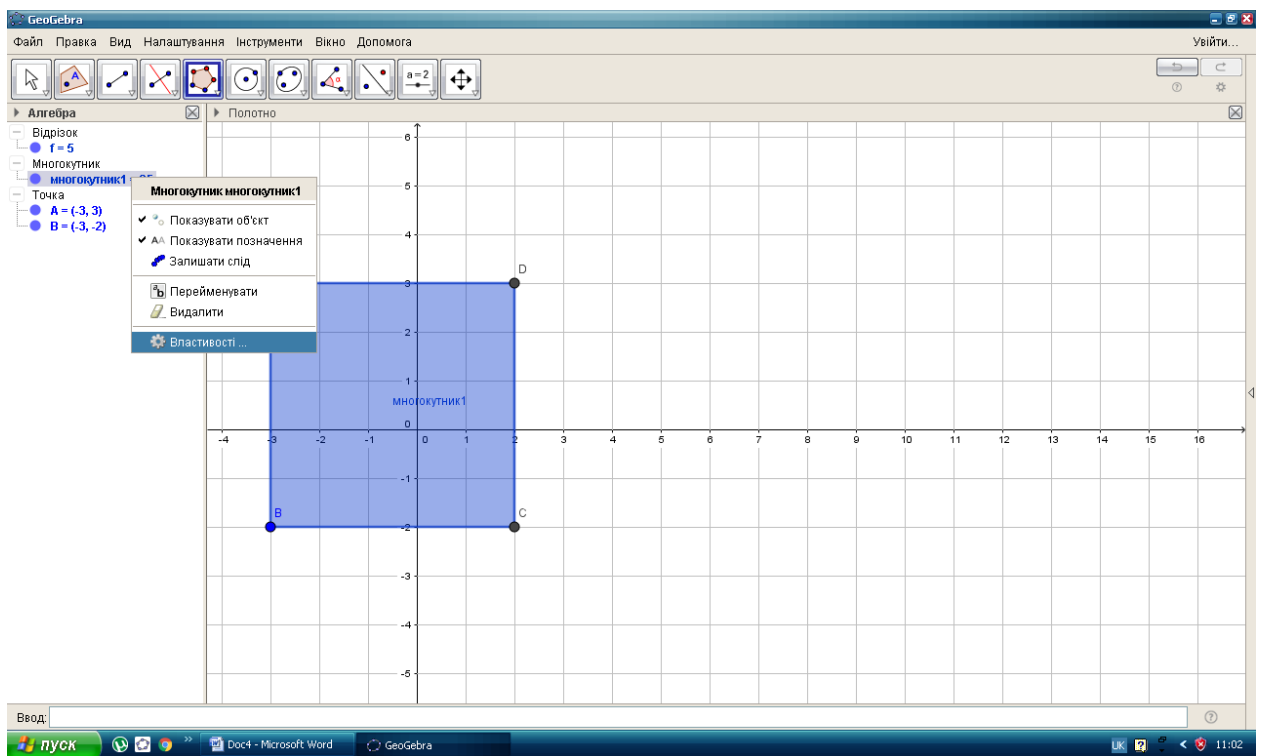 GeoGebra
Файл Правка Вид Налаштування Інструменти Вікно Допомога Увійти...
A α a=2
Алгебра
Полотно
Відрізок
f = 5
Многокутник
многокутник1
Точка
A = (-3, 3)
B = (-3, -2)
Многокутник многокутник1
Показувати об'єкт
AA Показувати позначення
Залишати слід
ab Перейменувати
Видалити
Властивості ...
6
5
4
D
3
2
1
многокутник1
0
-4 -3 -2 -1 0 1 2 3 4 5 6 7 8 9 10 11 12 13 14 15 16
-1
B
C
-2
-3
-4
-5
Ввод:
пуск
Doc4 - Microsoft Word
GeoGebra
UK
11:02